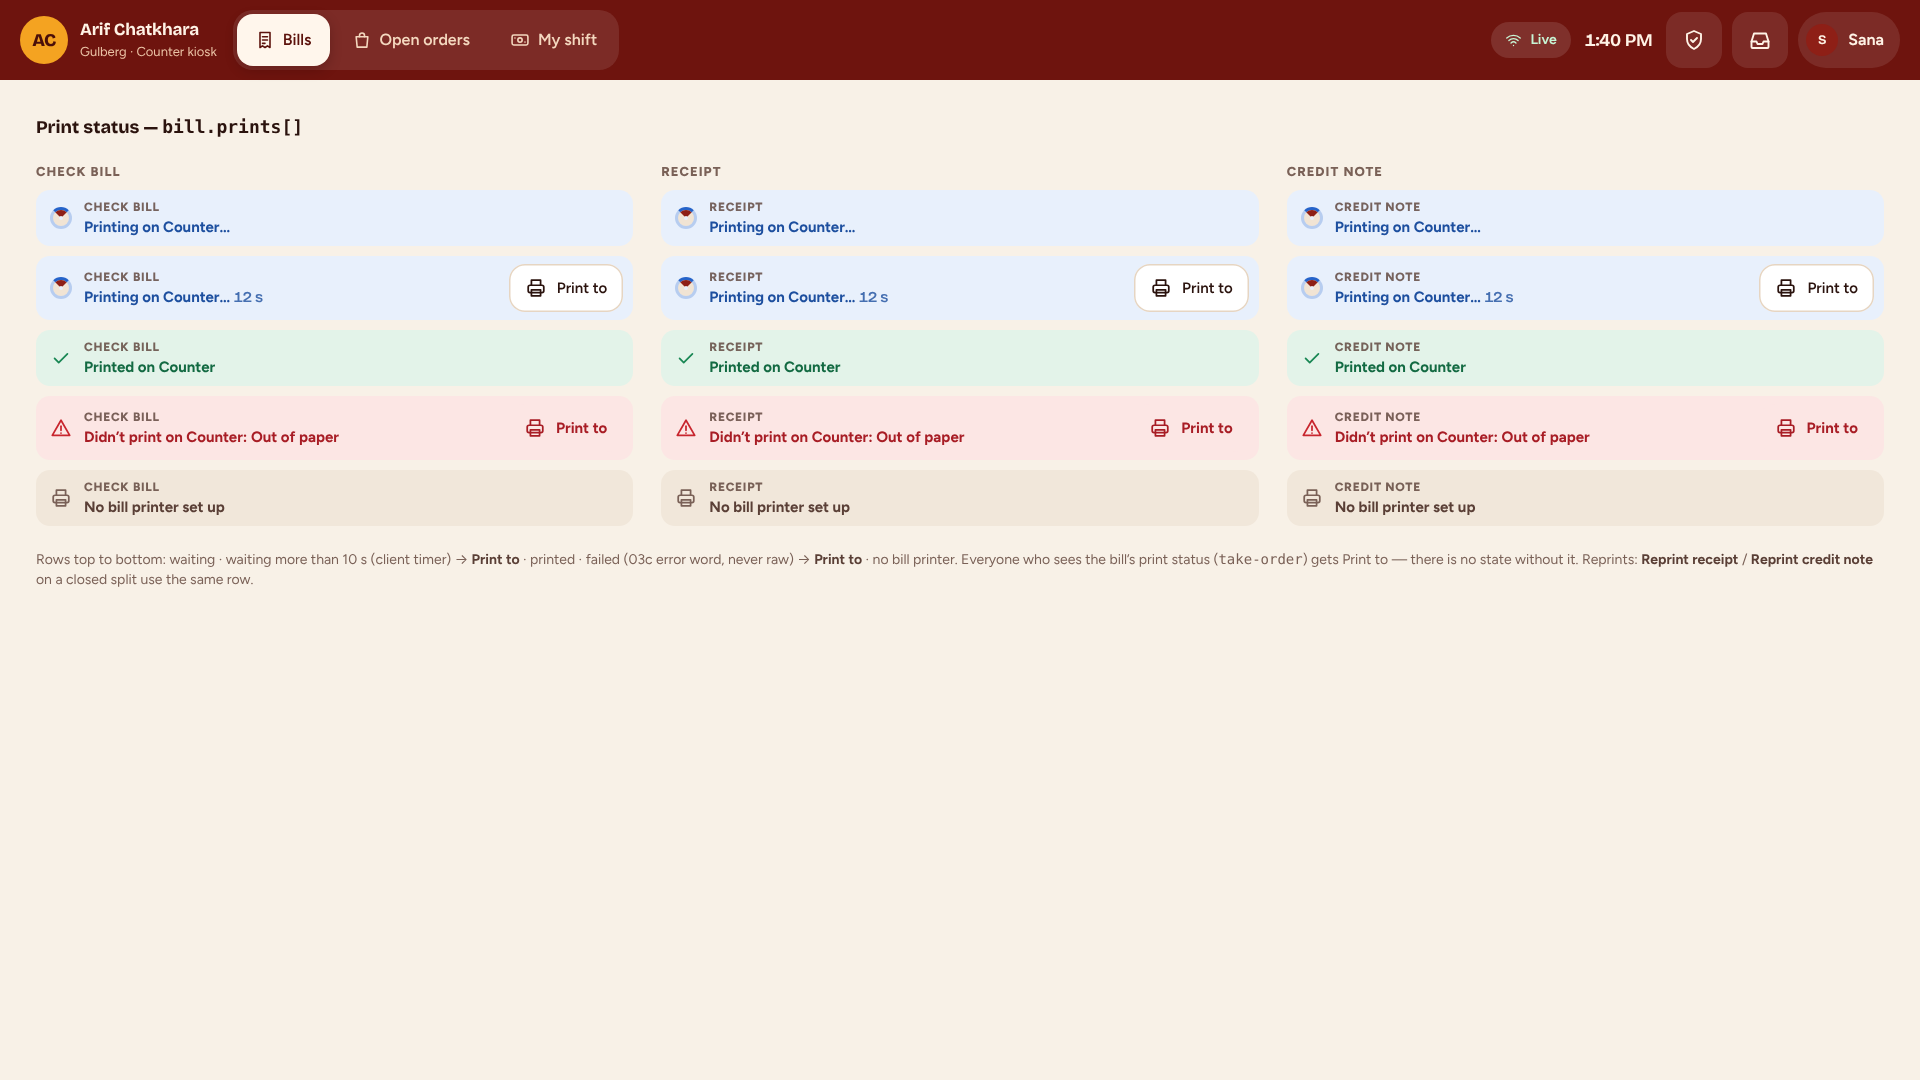 AC
Arif Chatkhara
Gulberg · Counter kiosk
Bills
Open orders
My shift
Live
1:40 PM
S
Sana
Print status — bill.prints[]
CHECK BILL
CHECK BILL
Printing on Counter…
CHECK BILL
Printing on Counter… 12 s
Print to
CHECK BILL
Printed on Counter
CHECK BILL
Didn’t print on Counter: Out of paper
Print to
CHECK BILL
No bill printer set up
RECEIPT
RECEIPT
Printing on Counter…
RECEIPT
Printing on Counter… 12 s
Print to
RECEIPT
Printed on Counter
RECEIPT
Didn’t print on Counter: Out of paper
Print to
RECEIPT
No bill printer set up
CREDIT NOTE
CREDIT NOTE
Printing on Counter…
CREDIT NOTE
Printing on Counter… 12 s
Print to
CREDIT NOTE
Printed on Counter
CREDIT NOTE
Didn’t print on Counter: Out of paper
Print to
CREDIT NOTE
No bill printer set up
Rows top to bottom: waiting · waiting more than 10 s (client timer) → Print to · printed · failed (03c error word, never raw) → Print to · no bill printer. Everyone who sees the bill’s print status (take-order) gets Print to — there is no state without it. Reprints: Reprint receipt / Reprint credit note
on a closed split use the same row.